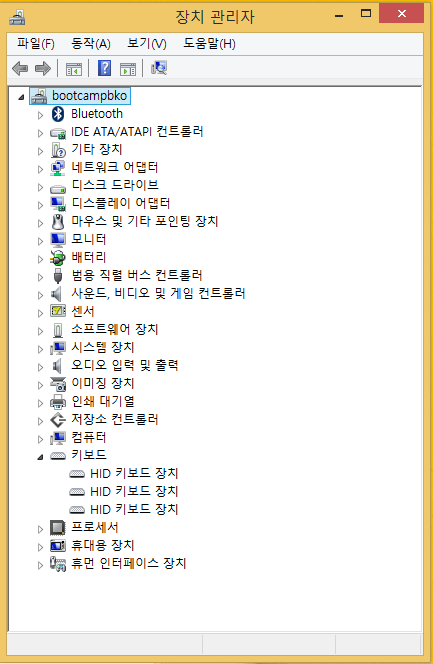 장치 관리자
파일(F) 동작(A) 보기(V) 도움말(H)
bootcampbko
Bluetooth
IDE ATA/ATAPI 컨트롤러
기타 장치
네트워크 어댑터
디스크 드라이브
디스플레이 어댑터
마우스 및 기타 포인팅 장치
모니터
배터리
범용 직렬 버스 컨트롤러
사운드, 비디오 및 게임 컨트롤러
센서
소프트웨어 장치
시스템 장치
오디오 입력 및 출력
이미징 장치
인쇄 대기열
저장소 컨트롤러
컴퓨터
키보드
HID 키보드 장치
HID 키보드 장치
HID 키보드 장치
프로세서
휴대용 장치
휴먼 인터페이스 장치